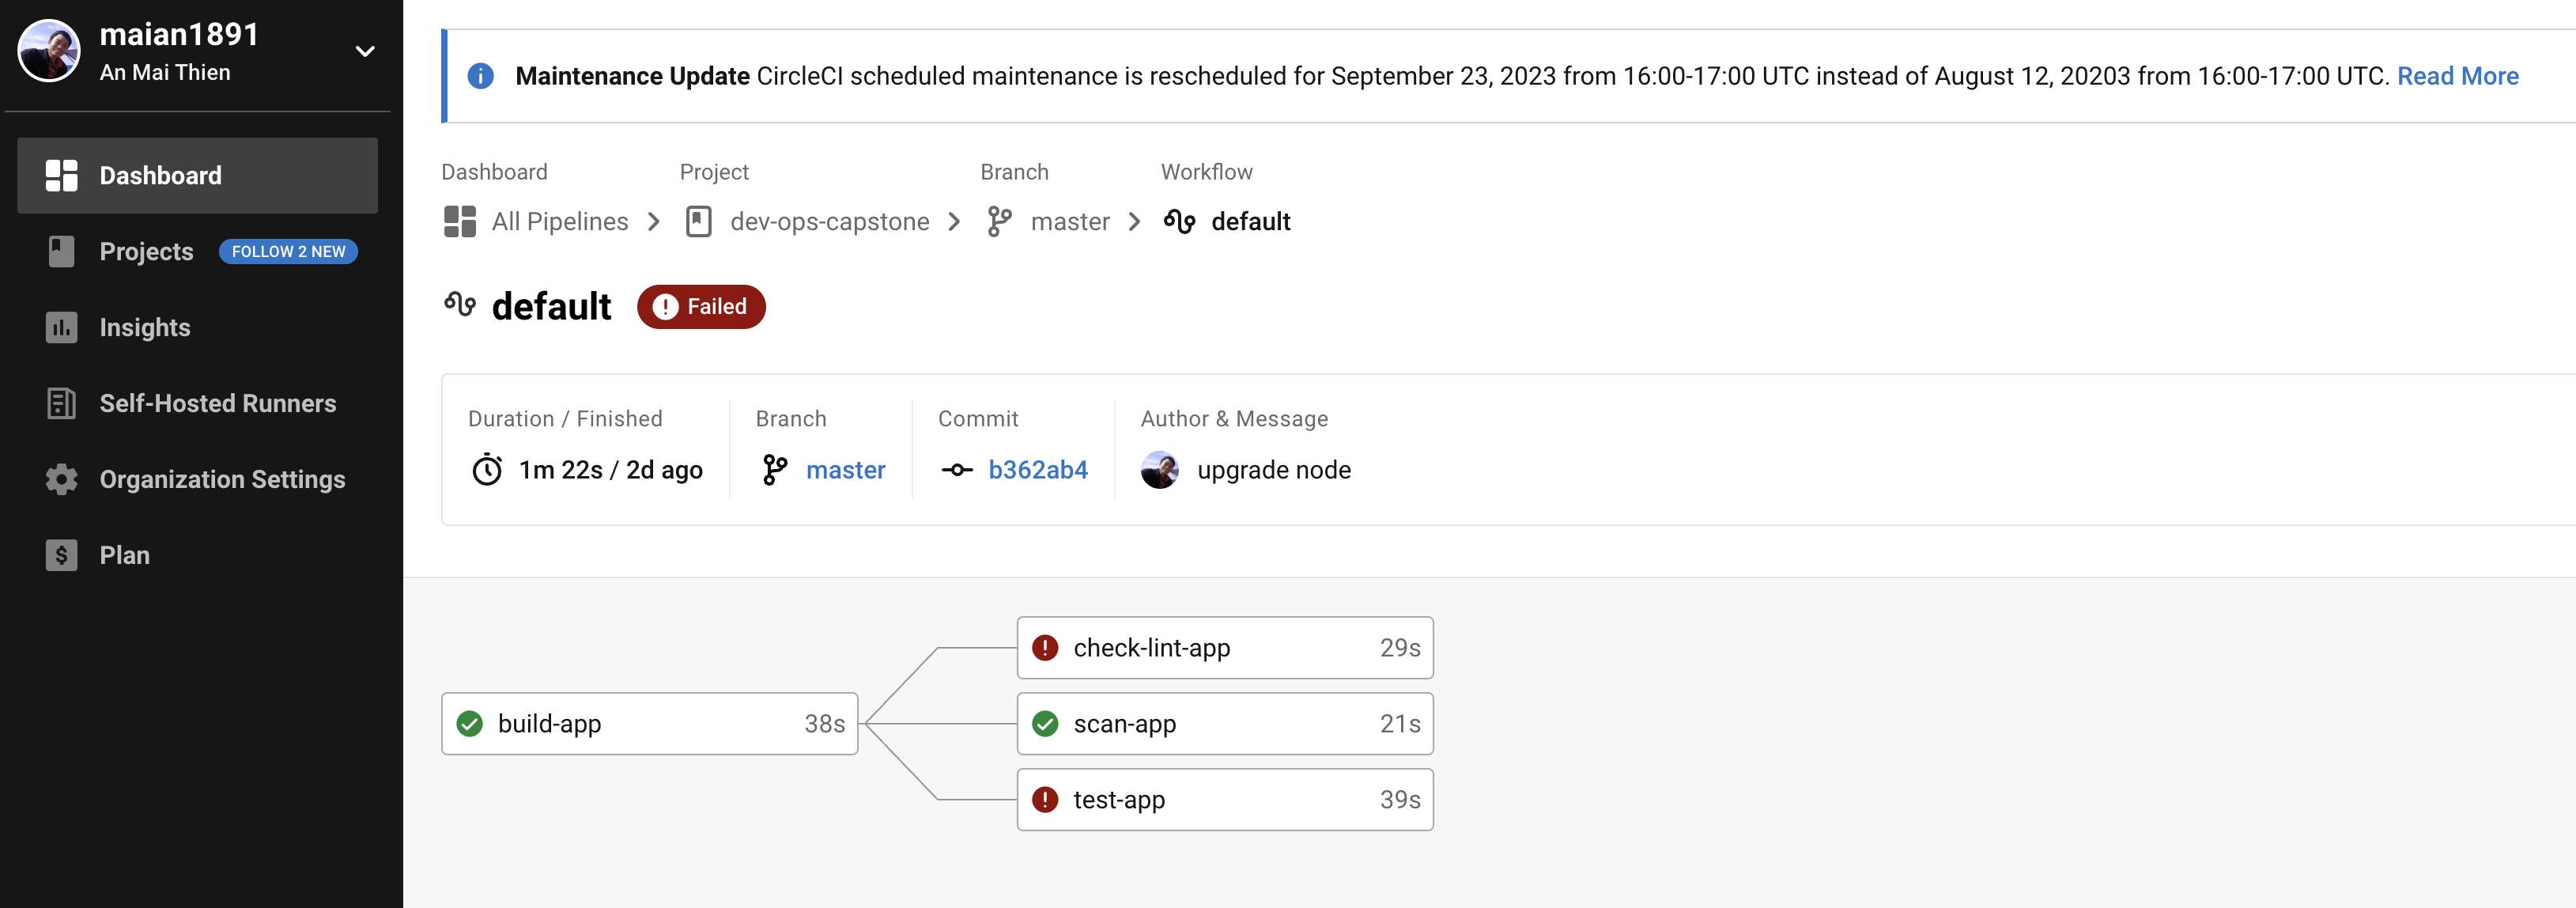 maian1891
An Mai Thien
Dashboard
Projects FOLLOW 2 NEW
Insights
Self-Hosted Runners
Organization Settings
Plan
Maintenance Update CircleCI scheduled maintenance is rescheduled for September 23, 2023 from 16:00-17:00 UTC instead of August 12, 20203 from 16:00-17:00 UTC. Read More
Dashboard Project Branch Workflow
All Pipelines dev-ops-capstone master default
default Failed
Duration / Finished Branch Commit Author & Message
1m 22s / 2d ago master b362ab4 upgrade node
check-lint-app 29s
build-app 38s scan-app 21s
test-app 39s